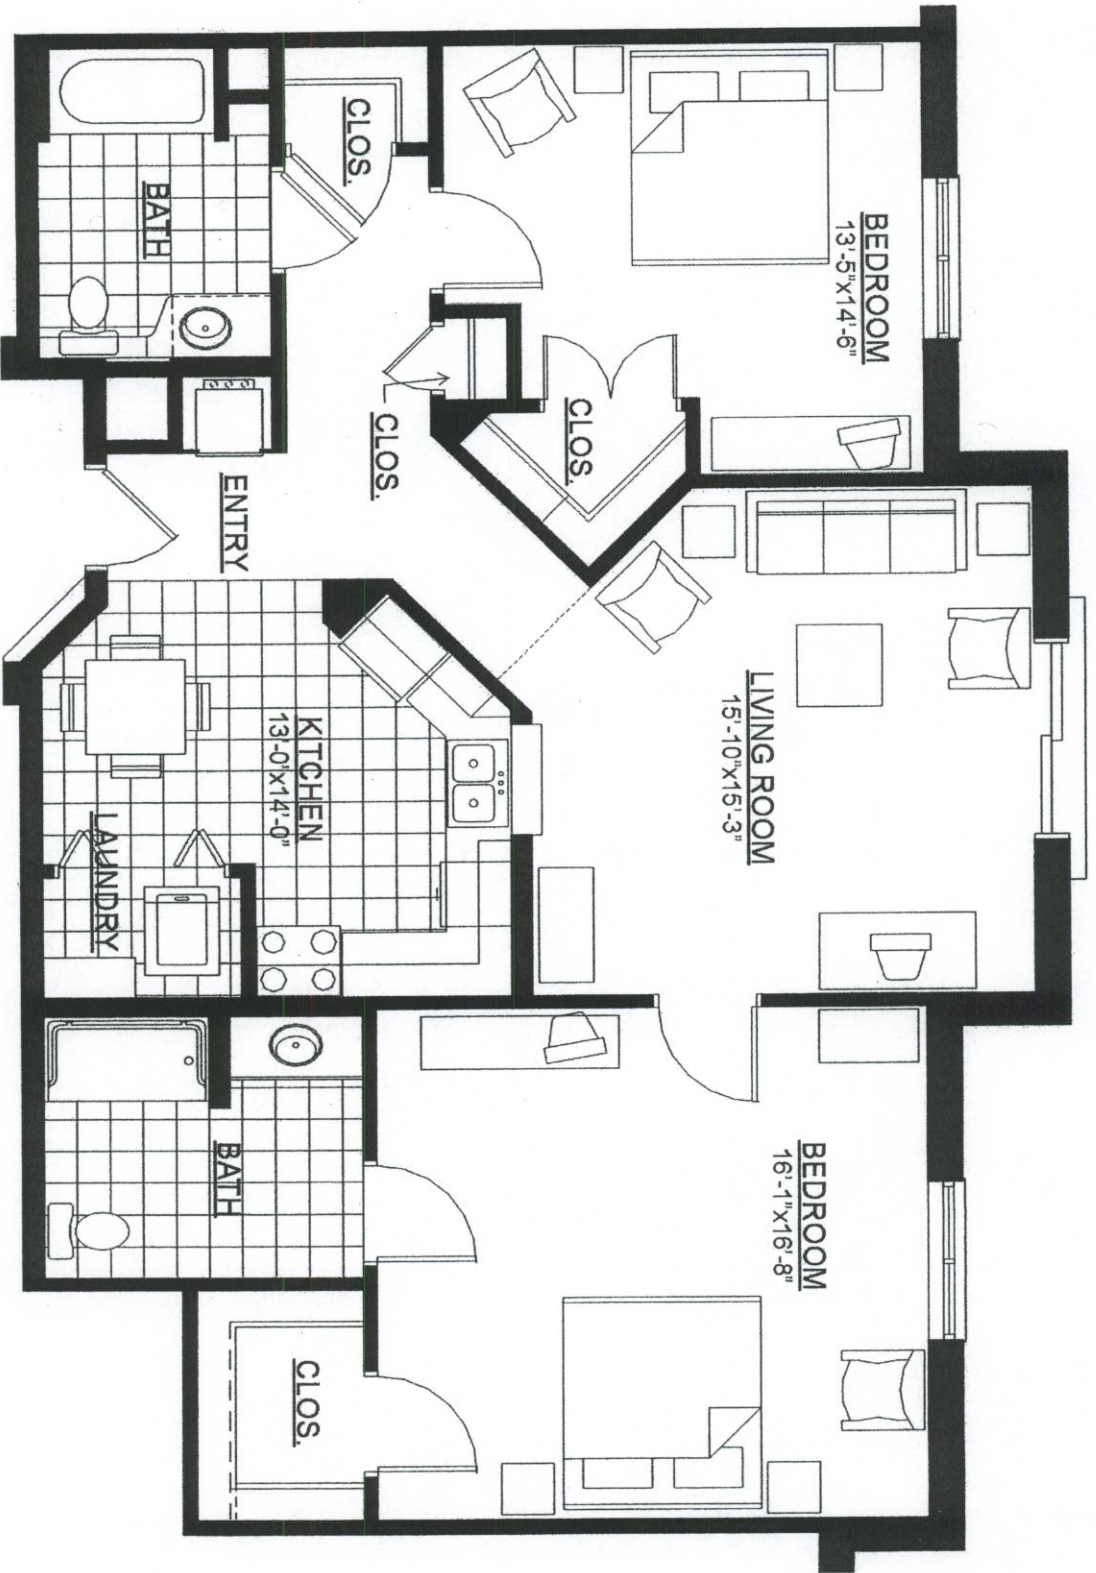 BEDROOM
13'-5"x14'-6"
LIVING ROOM
15'-10"x15'-3"
BEDROOM
16'-1"x16'-8"
CLOS.
CLOS.
CLOS.
KITCHEN
13'-0"x14'-0"
CLOS.
ENTRY
BATH
BATH
LAUNDRY